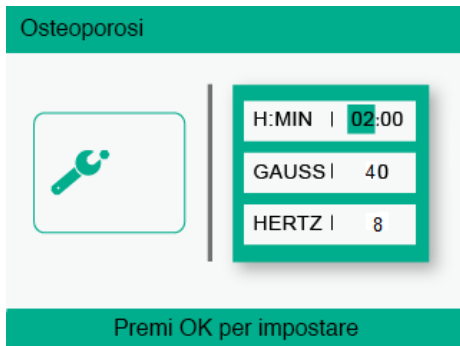 Osteoporosi
H:MIN | 02:00
GAUSS | 40
HERTZ | 8
Premi OK per impostare